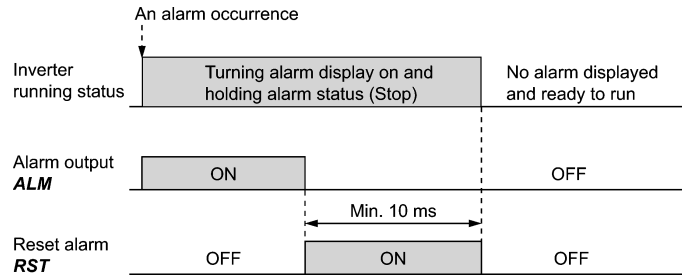 An alarm occurrence
Inverter
running status
Turning alarm display on and
holding alarm status (Stop)
No alarm displayed
and ready to run
Alarm output
ALM
ON
OFF
Min. 10 ms
Reset alarm
RST
OFF
ON
OFF